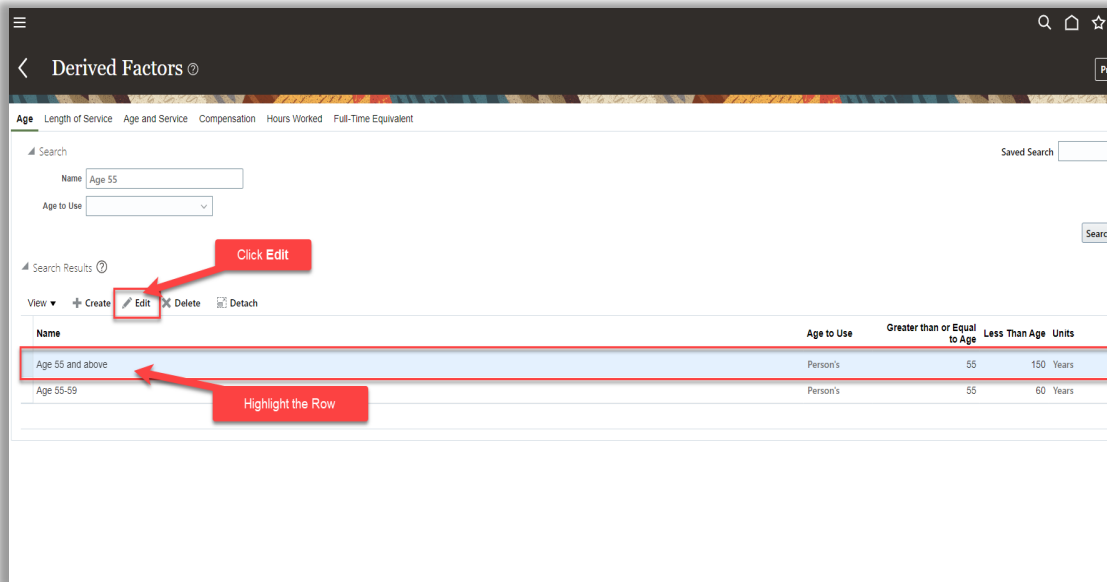 Derived Factors
Age Length of Service Age and Service Compensation Hours Worked Full-Time Equivalent
Search
Saved Search
Name Age 55
Age to Use
Click Edit
Search Results
View Create Edit Delete Detach
Name Age to Use Greater than or Equal to Age Less Than Age Units
Age 55 and above Person's 55 150 Years
Age 55-59 Person's 55 60 Years
Highlight the Row